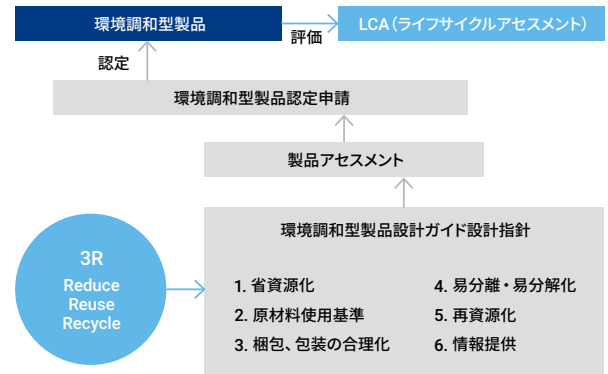 環境調和型製品
評価
LCA（ライフサイクルアセスメント）
認定
環境調和型製品認定申請
製品アセスメント
3R
Reduce
Reuse
Recycle
環境調和型製品設計ガイド設計指針
1. 省資源化
2. 原材料使用基準
3. 梱包、包装の合理化
4. 易分離・易分解化
5. 再資源化
6. 情報提供